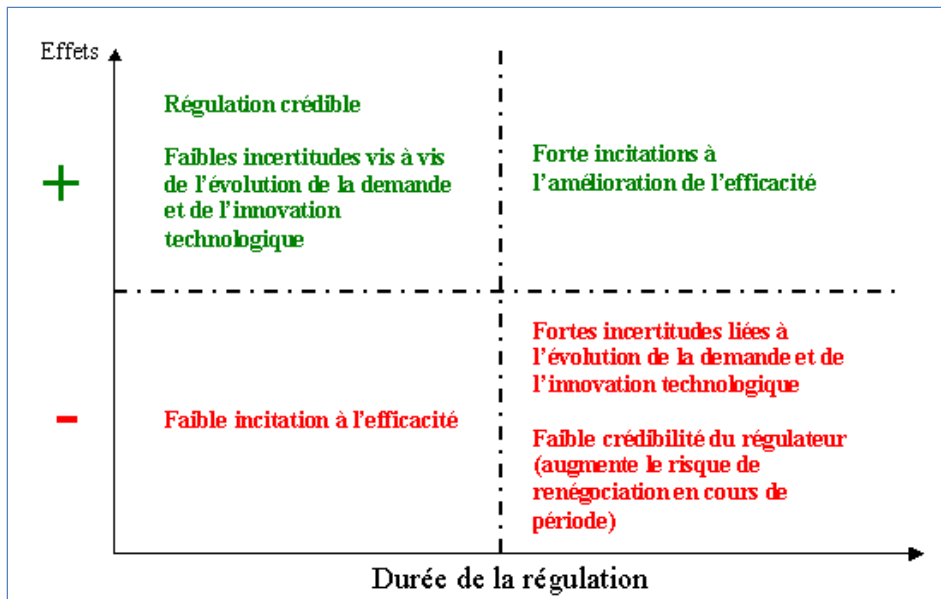 Effets
+
Régulation crédible
Faibles incertitudes vis à vis
de l'évolution de la demande
et de l'innovation
technologique
Forte incitations à
l'amélioration de l'efficacité
-
Faible incitation à l'efficacité
Fortes incertitudes liées à
l'évolution de la demande et de
l'innovation technologique
Faible crédibilité du régulateur
(augmente le risque de
renégociation en cours de
période)
Durée de la régulation